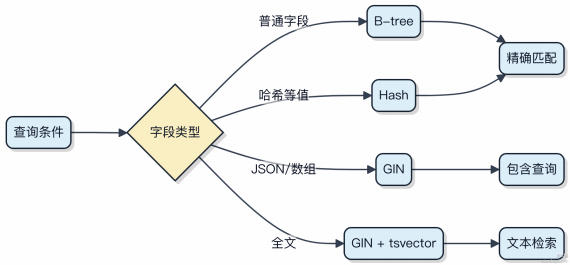 普通字段
B-tree
精确匹配
哈希等值
Hash
查询条件
字段类型
JSON/数组
GIN
包含查询
全文
GIN + tsvector
文本检索